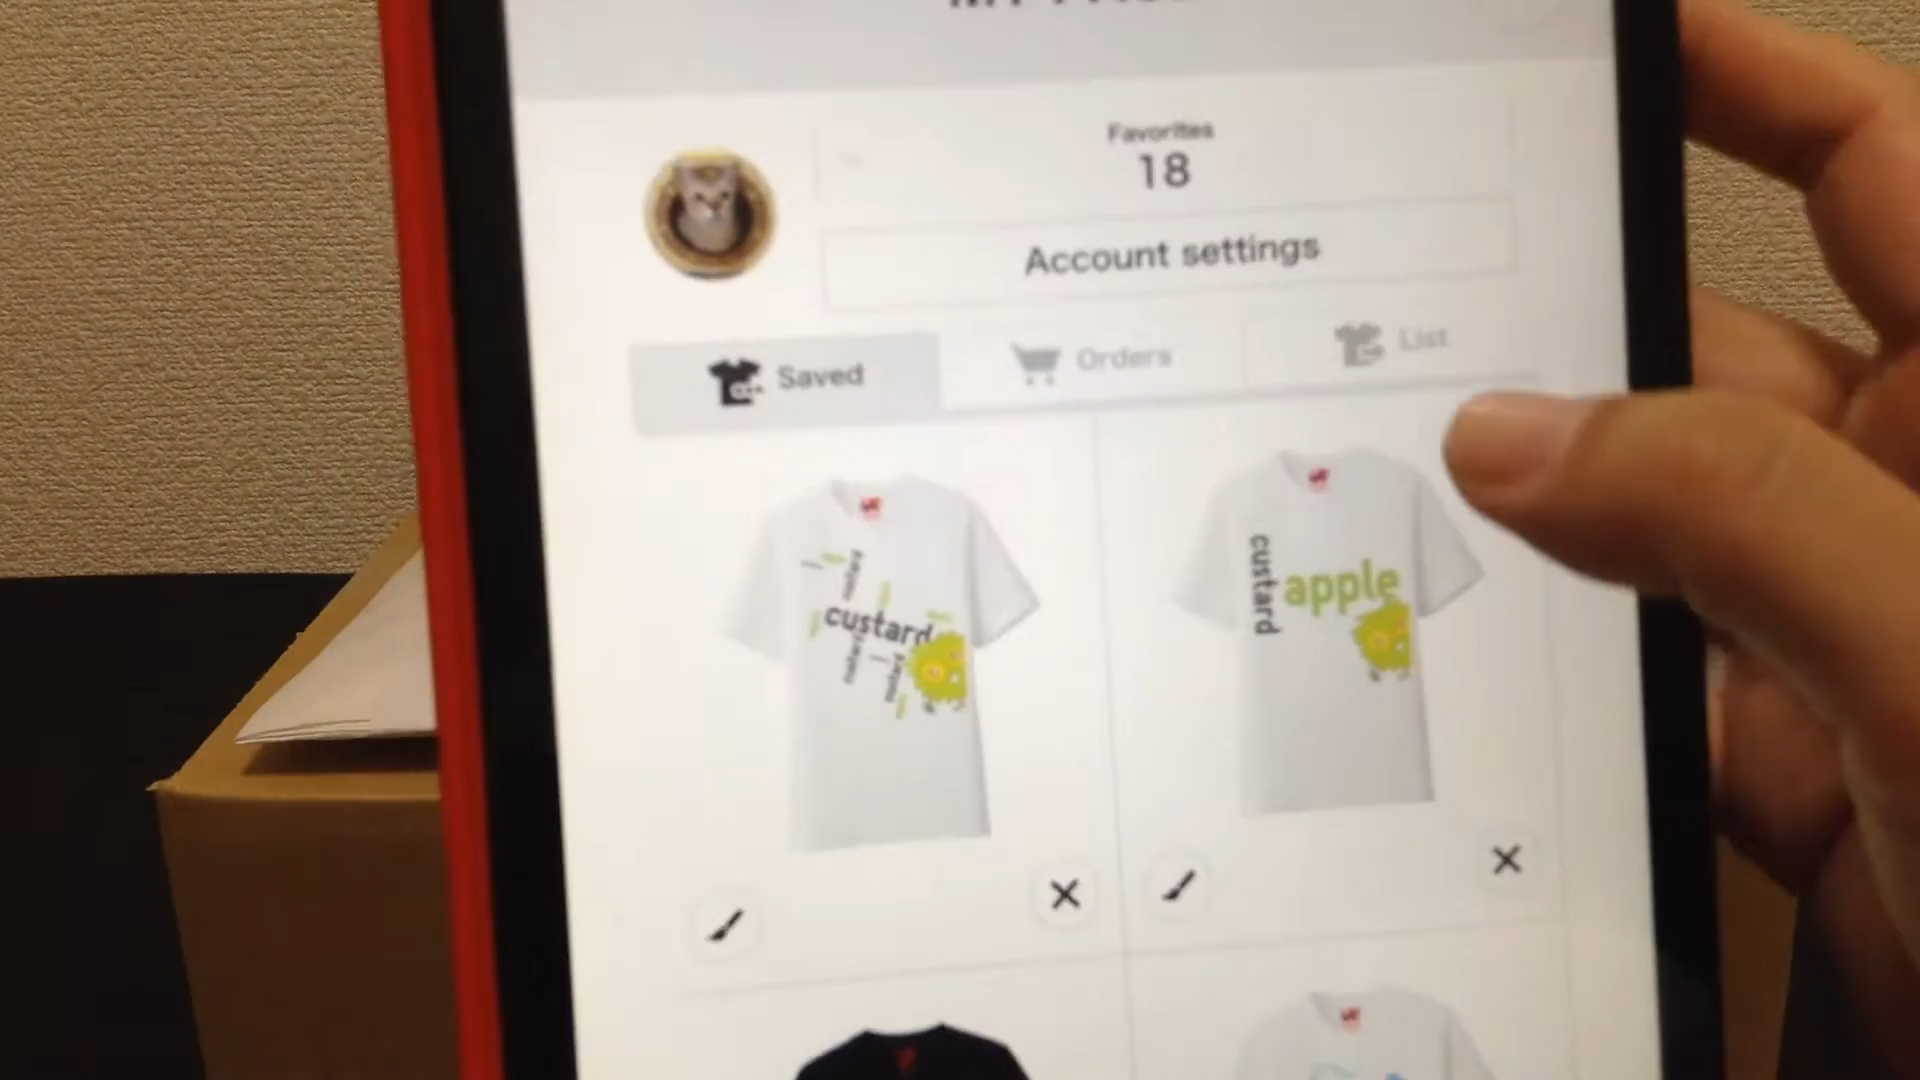 Favorites
18
Account settings
Saved
Orders
List
custard
custard
apple